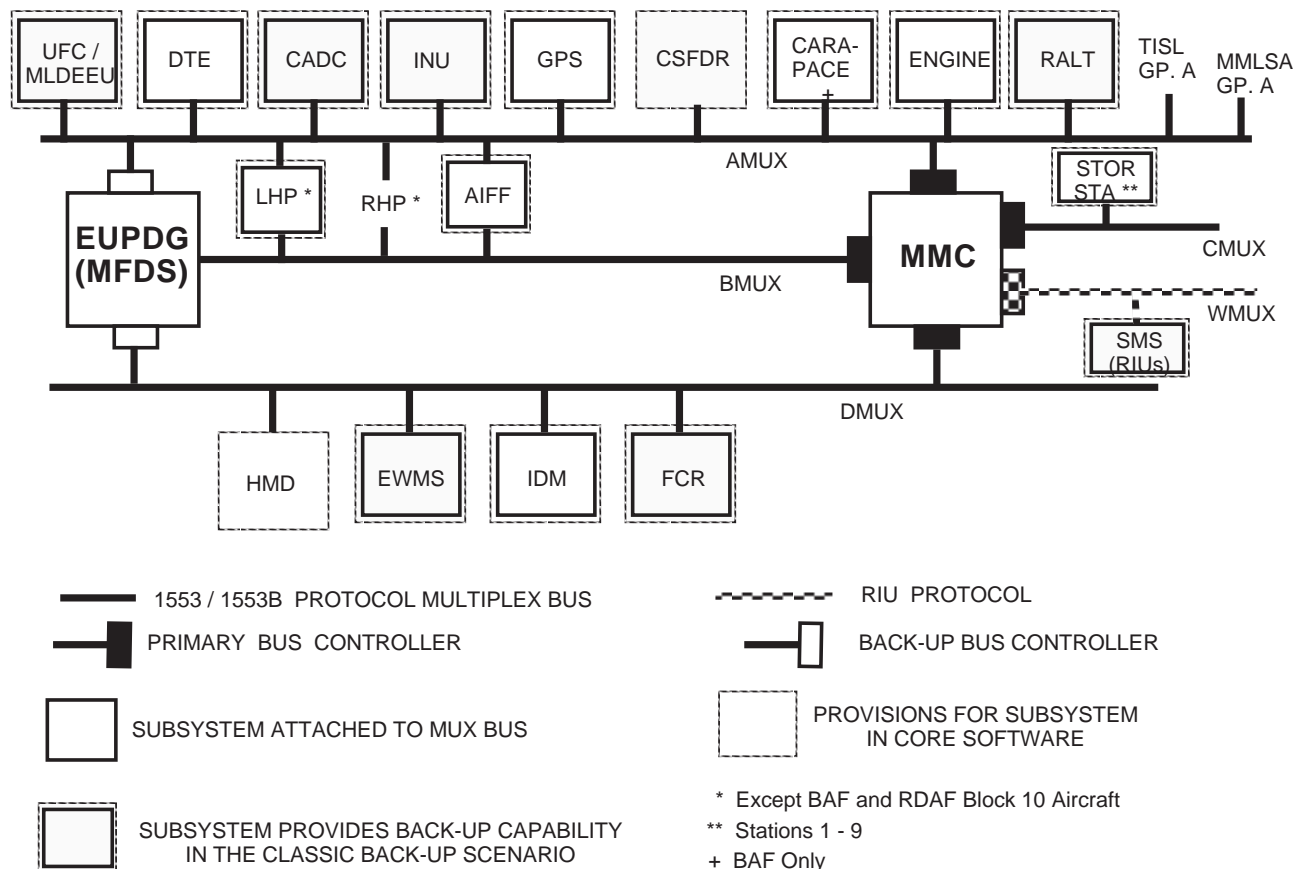 UFC /
MLDEEU
DTE
CADC
INU
GPS
CSFDR
CARA-
PACE
+
ENGINE
RALT
TISL
GP. A
MMLSA
GP. A
AMUX
LHP *
RHP *
AIFF
STOR
STA **
EUPDG
(MFDS)
MMC
CMUX
BMUX
WMUX
SMS
(RIUs)
DMUX
HMD
EWMS
IDM
FCR
1553 / 1553B PROTOCOL MULTIPLEX BUS
RIU PROTOCOL
PRIMARY BUS CONTROLLER
BACK-UP BUS CONTROLLER
SUBSYSTEM ATTACHED TO MUX BUS
PROVISIONS FOR SUBSYSTEM
IN CORE SOFTWARE
SUBSYSTEM PROVIDES BACK-UP CAPABILITY
IN THE CLASSIC BACK-UP SCENARIO
* Except BAF and RDAF Block 10 Aircraft
** Stations 1 - 9
+ BAF Only